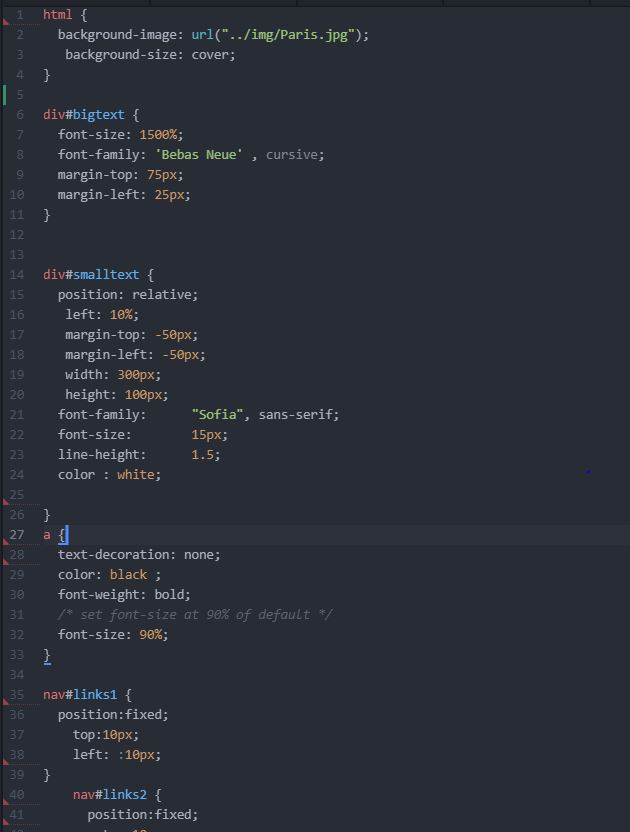 1 html {
2 background-image: url("../img/Paris.jpg");
3 background-size: cover;
4 }
5
6 div#bigtext {
7 font-size: 1500%;
8 font-family: 'Bebas Neue' , cursive;
9 margin-top: 75px;
10 margin-left: 25px;
11 }
12
13
14 div#smalltext {
15 position: relative;
16 left: 10%;
17 margin-top: -50px;
18 margin-left: -50px;
19 width: 300px;
20 height: 100px;
21 font-family: "Sofia", sans-serif;
22 font-size: 15px;
23 line-height: 1.5;
24 color : white;
25
26 }
27 a {
28 text-decoration: none;
29 color: black ;
30 font-weight: bold;
31 /* set font-size at 90% of default */
32 font-size: 90%;
33 }
34
35 nav#links1 {
36 position:fixed;
37 top:10px;
38 left: :10px;
39 }
40 nav#links2 {
41 position:fixed;